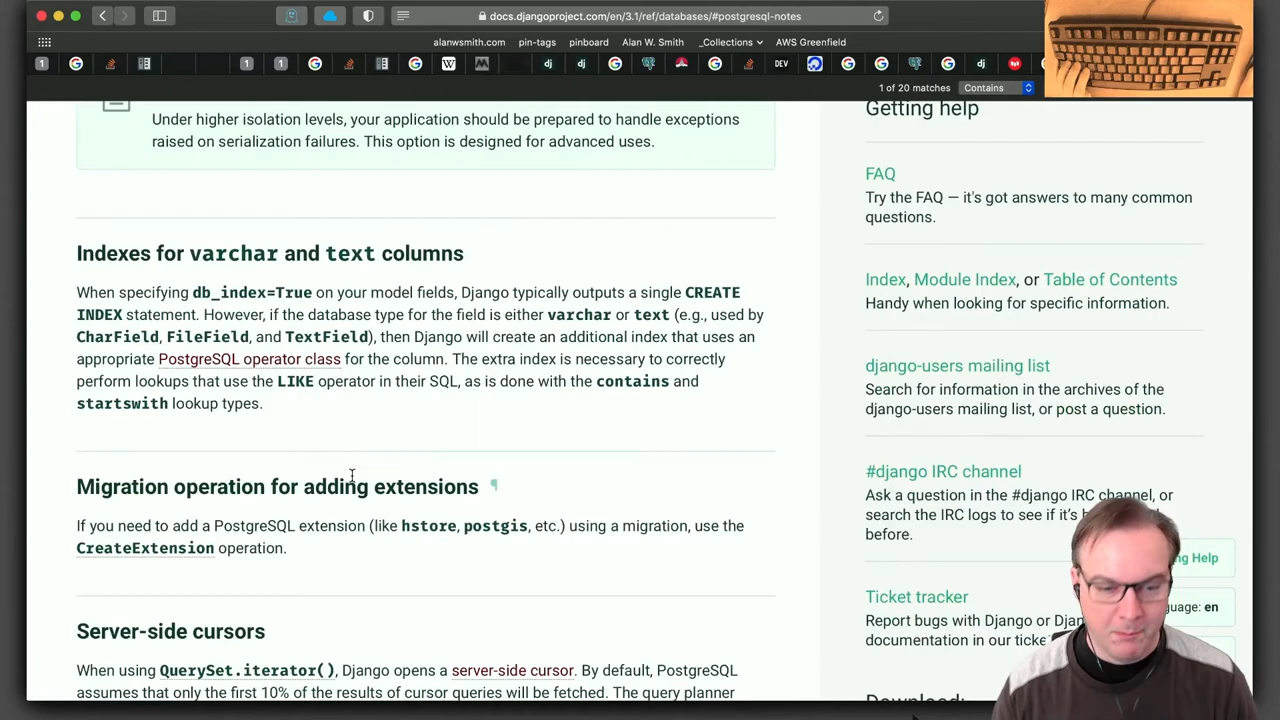 docs.djangoproject.com/en/3.1/ref/databases/#postgresql-notes
alanwsmith.com pin-tags pinboard Alan W. Smith _Collections AWS Greenfield
1 1 1 W dj dj DEV dj
1 of 20 matches Contains
Under higher isolation levels, your application should be prepared to handle exceptions
raised on serialization failures. This option is designed for advanced uses.
Indexes for varchar and text columns
When specifying db_index=True on your model fields, Django typically outputs a single CREATE
INDEX statement. However, if the database type for the field is either varchar or text (e.g., used by
CharField, FileField, and TextField), then Django will create an additional index that uses an
appropriate PostgreSQL operator class for the column. The extra index is necessary to correctly
perform lookups that use the LIKE operator in their SQL, as is done with the contains and
startswith lookup types.
Migration operation for adding extensions ¶
If you need to add a PostgreSQL extension (like hstore, postgis, etc.) using a migration, use the
CreateExtension operation.
Server-side cursors
When using QuerySet.iterator(), Django opens a server-side cursor. By default, PostgreSQL
assumes that only the first 10% of the results of cursor queries will be fetched. The query planner
Getting help
FAQ
Try the FAQ — it's got answers to many common
questions.
Index, Module Index, or Table of Contents
Handy when looking for specific information.
django-users mailing list
Search for information in the archives of the
django-users mailing list, or post a question.
#django IRC channel
Ask a question in the #django IRC channel, or
search the IRC logs to see if it's
before.
Help
Ticket tracker
Report bugs with Django or
documentation in our
language: en
Download: